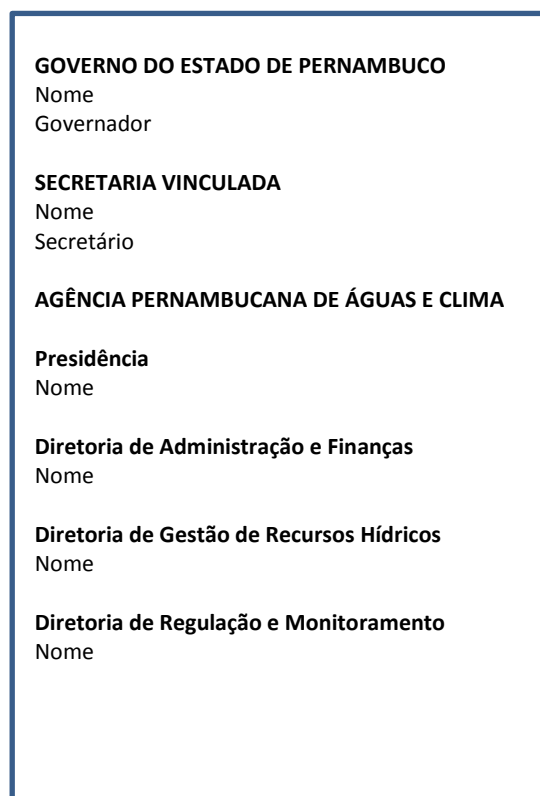 GOVERNO DO ESTADO DE PERNAMBUCO
Nome
Governador
SECRETARIA VINCULADA
Nome
Secretário
AGÊNCIA PERNAMBUCANA DE ÁGUAS E CLIMA
Presidência
Nome
Diretoria de Administração e Finanças
Nome
Diretoria de Gestão de Recursos Hídricos
Nome
Diretoria de Regulação e Monitoramento
Nome